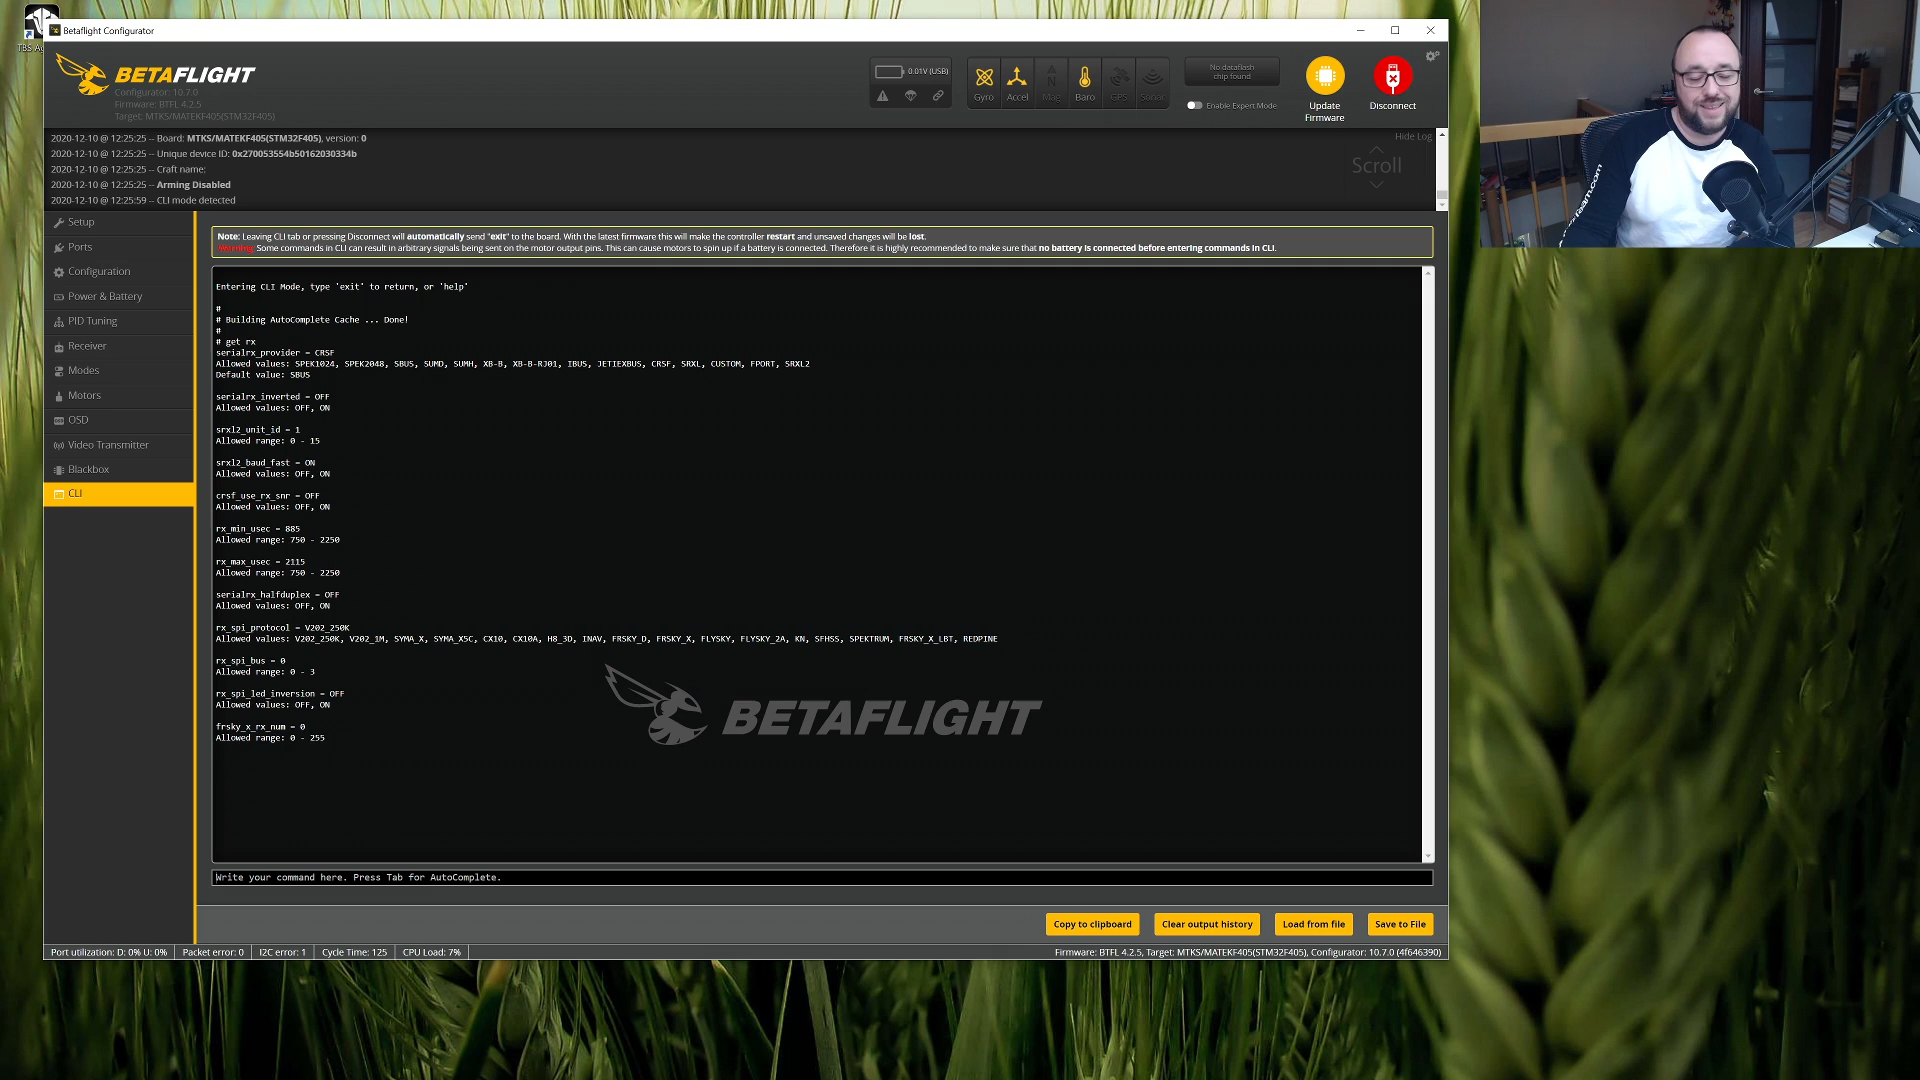 TBS A
Betaflight Configurator
BETAFLIGHT
Configurator: 10.7.0
Firmware: BTFL 4.2.5
Target: MTKS/MATEKF405(STM32F405)
0.01V (USB)
Gyro
Accel
Mag
Baro
GPS
Sonar
No dataflash
chip found
Enable Expert Mode
Update
Firmware
Disconnect
Hide Log
Scroll
2020-12-10 @ 12:25:25 -- Board: MTKS/MATEKF405(STM32F405), version: 0
2020-12-10 @ 12:25:25 -- Unique device ID: 0x270053554b50162030334b
2020-12-10 @ 12:25:25 -- Craft name:
2020-12-10 @ 12:25:25 -- Arming Disabled
2020-12-10 @ 12:25:59 -- CLI mode detected
Setup
Ports
Configuration
Power & Battery
PID Tuning
Receiver
Modes
Motors
OSD
Video Transmitter
Blackbox
CLI
Note: Leaving CLI tab or pressing Disconnect will automatically send "exit" to the board. With the latest firmware this will make the controller restart and unsaved changes will be lost.
Warning: Some commands in CLI can result in arbitrary signals being sent on the motor output pins. This can cause motors to spin up if a battery is connected. Therefore it is highly recommended to make sure that no battery is connected before entering commands in CLI.
Entering CLI Mode, type 'exit' to return, or 'help'
#
# Building AutoComplete Cache ... Done!
#
# get rx
serialrx_provider = CRSF
Allowed values: SPEK1024, SPEK2048, SBUS, SUMD, SUMH, XB-B, XB-B-RJ01, IBUS, JETIEXBUS, CRSF, SRXL, CUSTOM, FPORT, SRXL2
Default value: SBUS
serialrx_inverted = OFF
Allowed values: OFF, ON
srxl2_unit_id = 1
Allowed range: 0 - 15
srxl2_baud_fast = ON
Allowed values: OFF, ON
crsf_use_rx_snr = OFF
Allowed values: OFF, ON
rx_min_usec = 885
Allowed range: 750 - 2250
rx_max_usec = 2115
Allowed range: 750 - 2250
serialrx_halfduplex = OFF
Allowed values: OFF, ON
rx_spi_protocol = V202_250K
Allowed values: V202_250K, V202_1M, SYMA_X, SYMA_X5C, CX10, CX10A, H8_3D, INAV, FRSKY_D, FRSKY_X, FLYSKY, FLYSKY_2A, KN, SFHSS, SPEKTRUM, FRSKY_X_LBT, REDPINE
rx_spi_bus = 0
Allowed range: 0 - 3
rx_spi_led_inversion = OFF
Allowed values: OFF, ON
frsky_x_rx_num = 0
Allowed range: 0 - 255
BETAFLIGHT
Write your command here. Press Tab for AutoComplete.
Copy to clipboard
Clear output history
Load from file
Save to File
Port utilization: D: 0% U: 0%
Packet error: 0
I2C error: 1
Cycle Time: 125
CPU Load: 7%
Firmware: BTFL 4.2.5, Target: MTKS/MATEKF405(STM32F405), Configurator: 10.7.0 (4f646390)